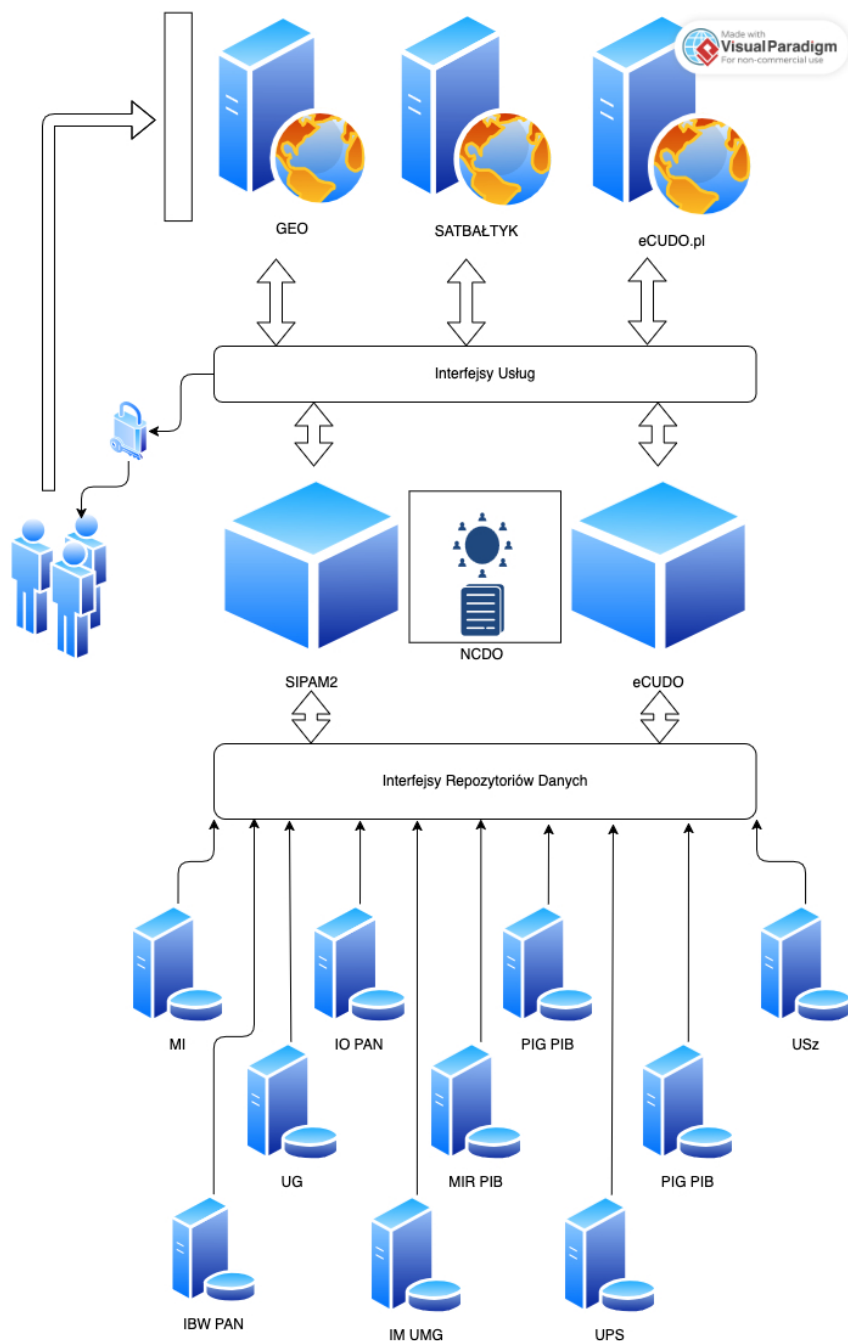 Made with
Visual Paradigm
For non-commercial use
GEO
SATBAŁTYK
eCUDO.pl
Interfejsy Usług
NCDO
SIPAM2
eCUDO
Interfejsy Repozytoriów Danych
MI
IO PAN
PIG PIB
USz
UG
MIR PIB
PIG PIB
IBW PAN
IM UMG
UPS